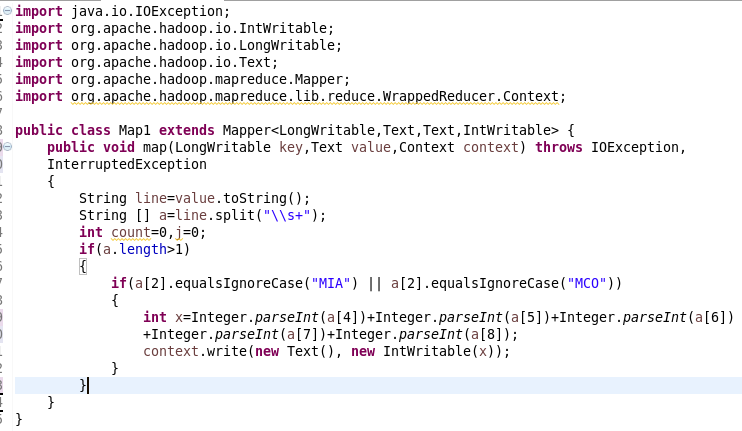 import java.io.IOException;
import org.apache.hadoop.io.IntWritable;
import org.apache.hadoop.io.LongWritable;
import org.apache.hadoop.io.Text;
import org.apache.hadoop.mapreduce.Mapper;
import org.apache.hadoop.mapreduce.lib.reduce.WrappedReducer.Context;

public class Map1 extends Mapper<LongWritable,Text,Text,IntWritable> {
    public void map(LongWritable key,Text value,Context context) throws IOException,
    InterruptedException
    {
        String line=value.toString();
        String [] a=line.split("\\s+");
        int count=0,j=0;
        if(a.length>1)
        {
            if(a[2].equalsIgnoreCase("MIA") || a[2].equalsIgnoreCase("MCO"))
            {
                int x=Integer.parseInt(a[4])+Integer.parseInt(a[5])+Integer.parseInt(a[6])
                +Integer.parseInt(a[7])+Integer.parseInt(a[8]);
                context.write(new Text(), new IntWritable(x));
            }
        }
    }
}